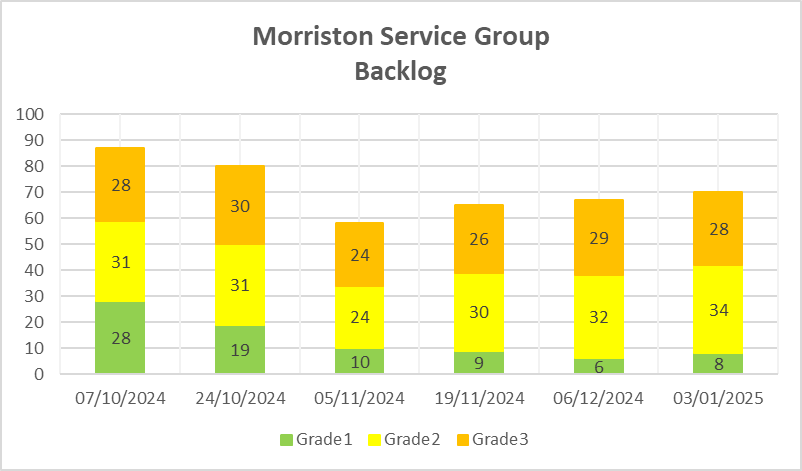 Morriston Service Group
Backlog
100
90
80
70
60
50
40
30
20
10
0
28 30 24 26 29 28
31 31 24 30 32 34
28 19 10 9 6 8
07/10/2024 24/10/2024 05/11/2024 19/11/2024 06/12/2024 03/01/2025
Grade1 Grade2 Grade3